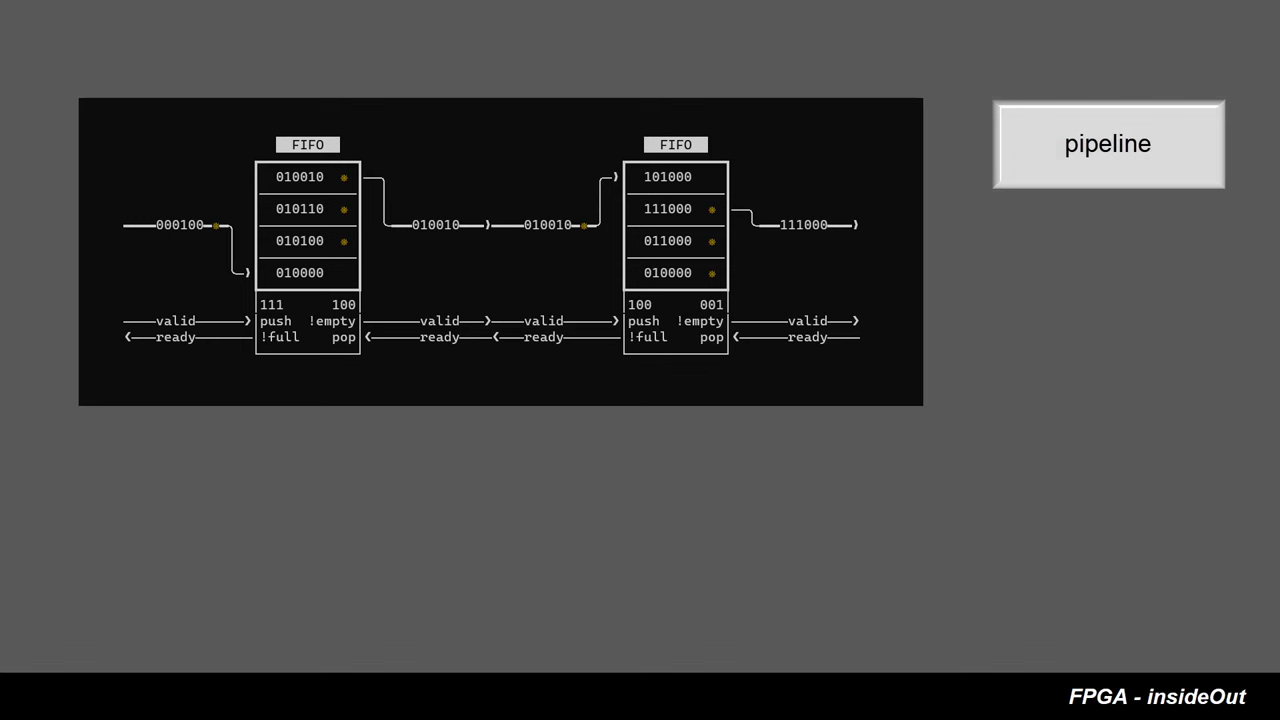 FIFO FIFO
pipeline
010010 101000
010110 111000
000100 010010 010010 111000
010100 011000
010000 010000
111 100 100 001
valid push !empty valid valid push !empty valid
ready !full pop ready ready !full pop ready
FPGA - insideOut